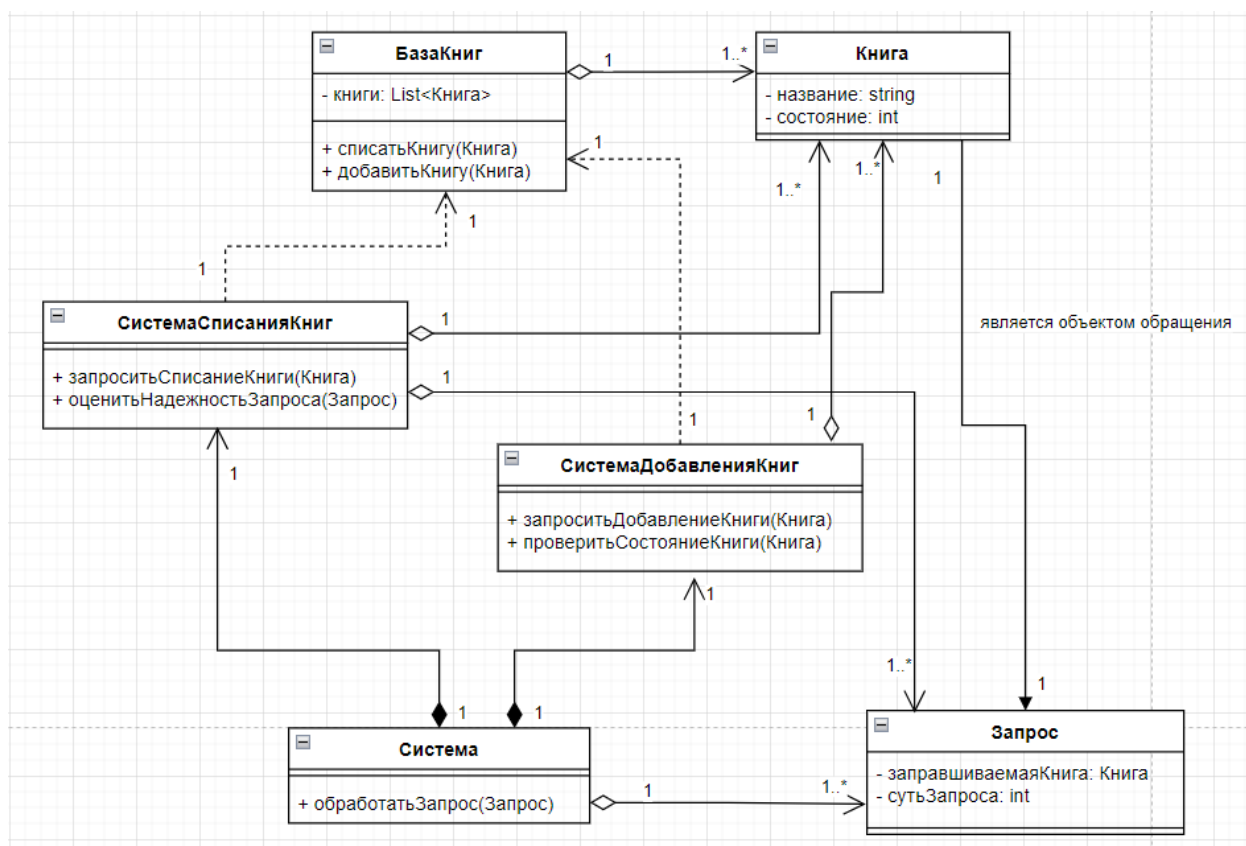 БазаКниг
- книги: List<Книга>
+ списатьКнигу(Книга)
+ добавитьКнигу(Книга)
1
1..*
Книга
- название: string
- состояние: int
1
1
1
1..*
1..*
1
является объектом обращения
СистемаСписанияКниг
+ запроситьСписаниеКниги(Книга)
+ оценитьНадежностьЗапроса(Запрос)
1
1
1
1
1
СистемаДобавленияКниг
+ запроситьДобавлениеКниги(Книга)
+ проверитьСостояниеКниги(Книга)
1
1..*
1
1
1
Система
+ обработатьЗапрос(Запрос)
1
1..*
Запрос
- заправшиваемаяКнига: Книга
- сутьЗапроса: int